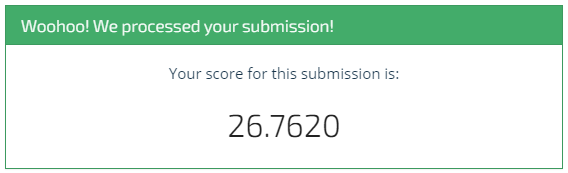 Woohoo! We processed your submission!
Your score for this submission is:
26.7620